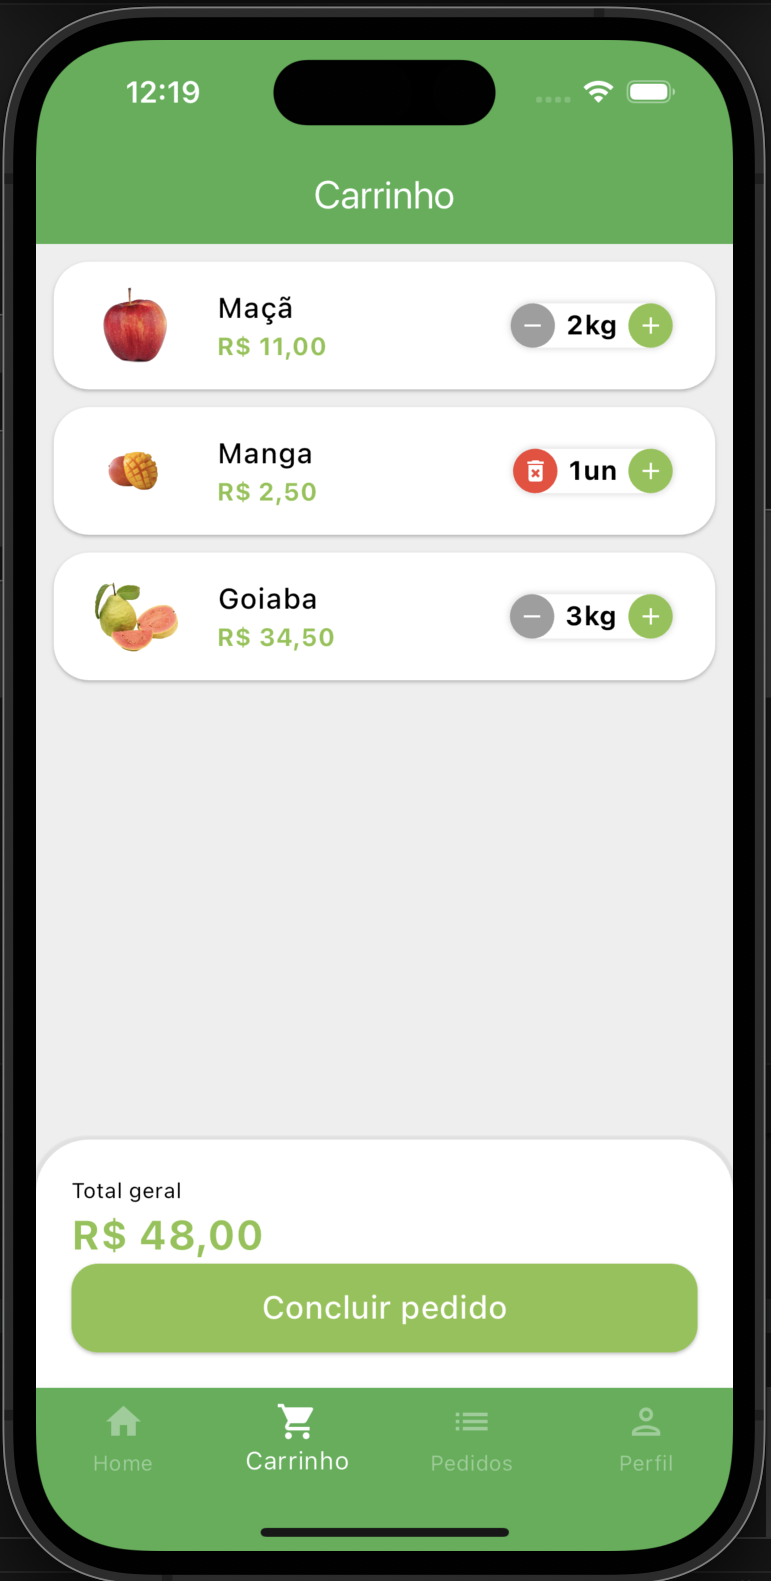 12:19
Carrinho
Maçã
R$ 11,00
2kg
Manga
R$ 2,50
1un
Goiaba
R$ 34,50
3kg
Total geral
R$ 48,00
Concluir pedido
Home
Carrinho
Pedidos
Perfil